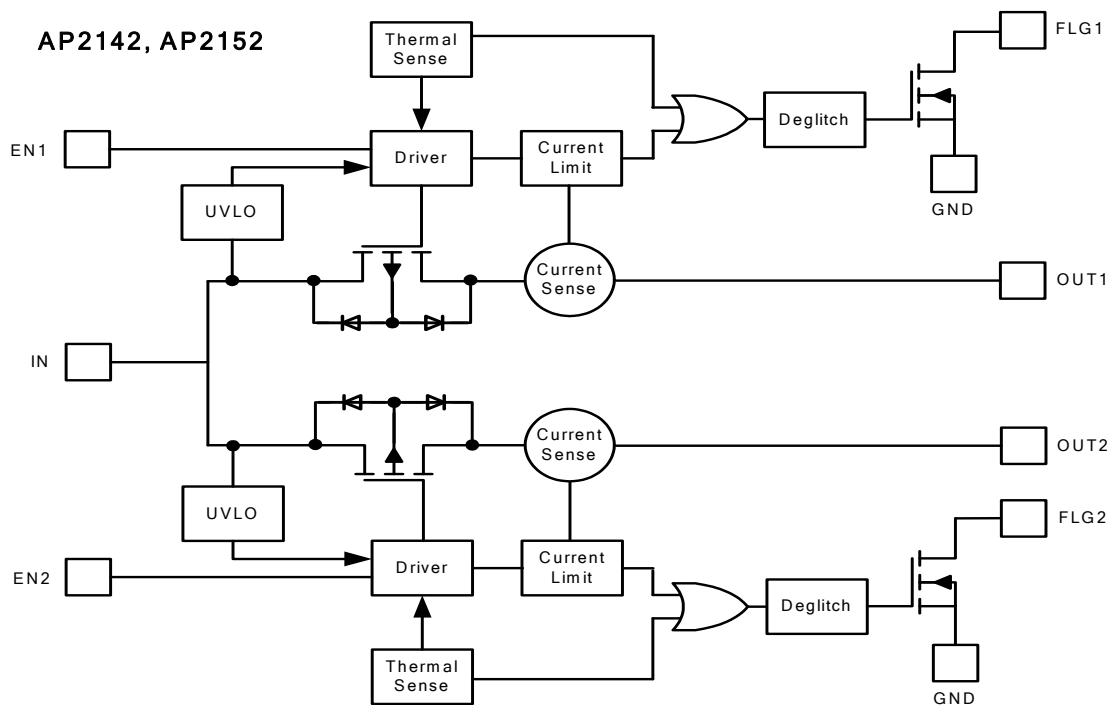 AP2142, AP2152
Thermal
Sense
FLG1
EN1
Driver
Current
Limit
Deglitch
GND
UVLO
Current
Sense
OUT1
IN
Current
Sense
OUT2
UVLO
FLG2
EN2
Driver
Current
Limit
Deglitch
Thermal
Sense
GND